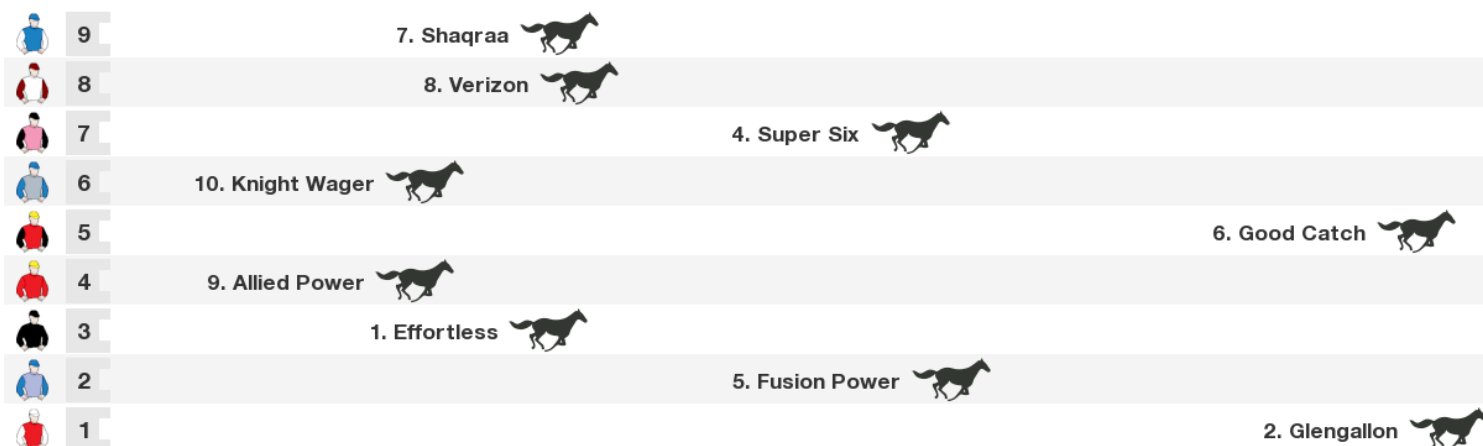 9 7. Shaqraa
8 8. Verizon
7 4. Super Six
6 10. Knight Wager
5 6. Good Catch
4 9. Allied Power
3 1. Effortless
2 5. Fusion Power
1 2. Glengallon